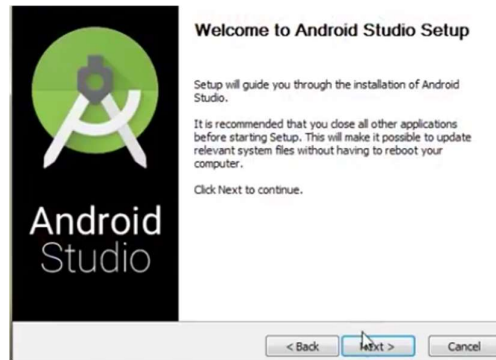 Welcome to Android Studio Setup
Setup will guide you through the installation of Android
Studio.
It is recommended that you close all other applications
before starting Setup. This will make it possible to update
relevant system files without having to reboot your
computer.
Click Next to continue.
Android
Studio
< Back
Next >
Cancel